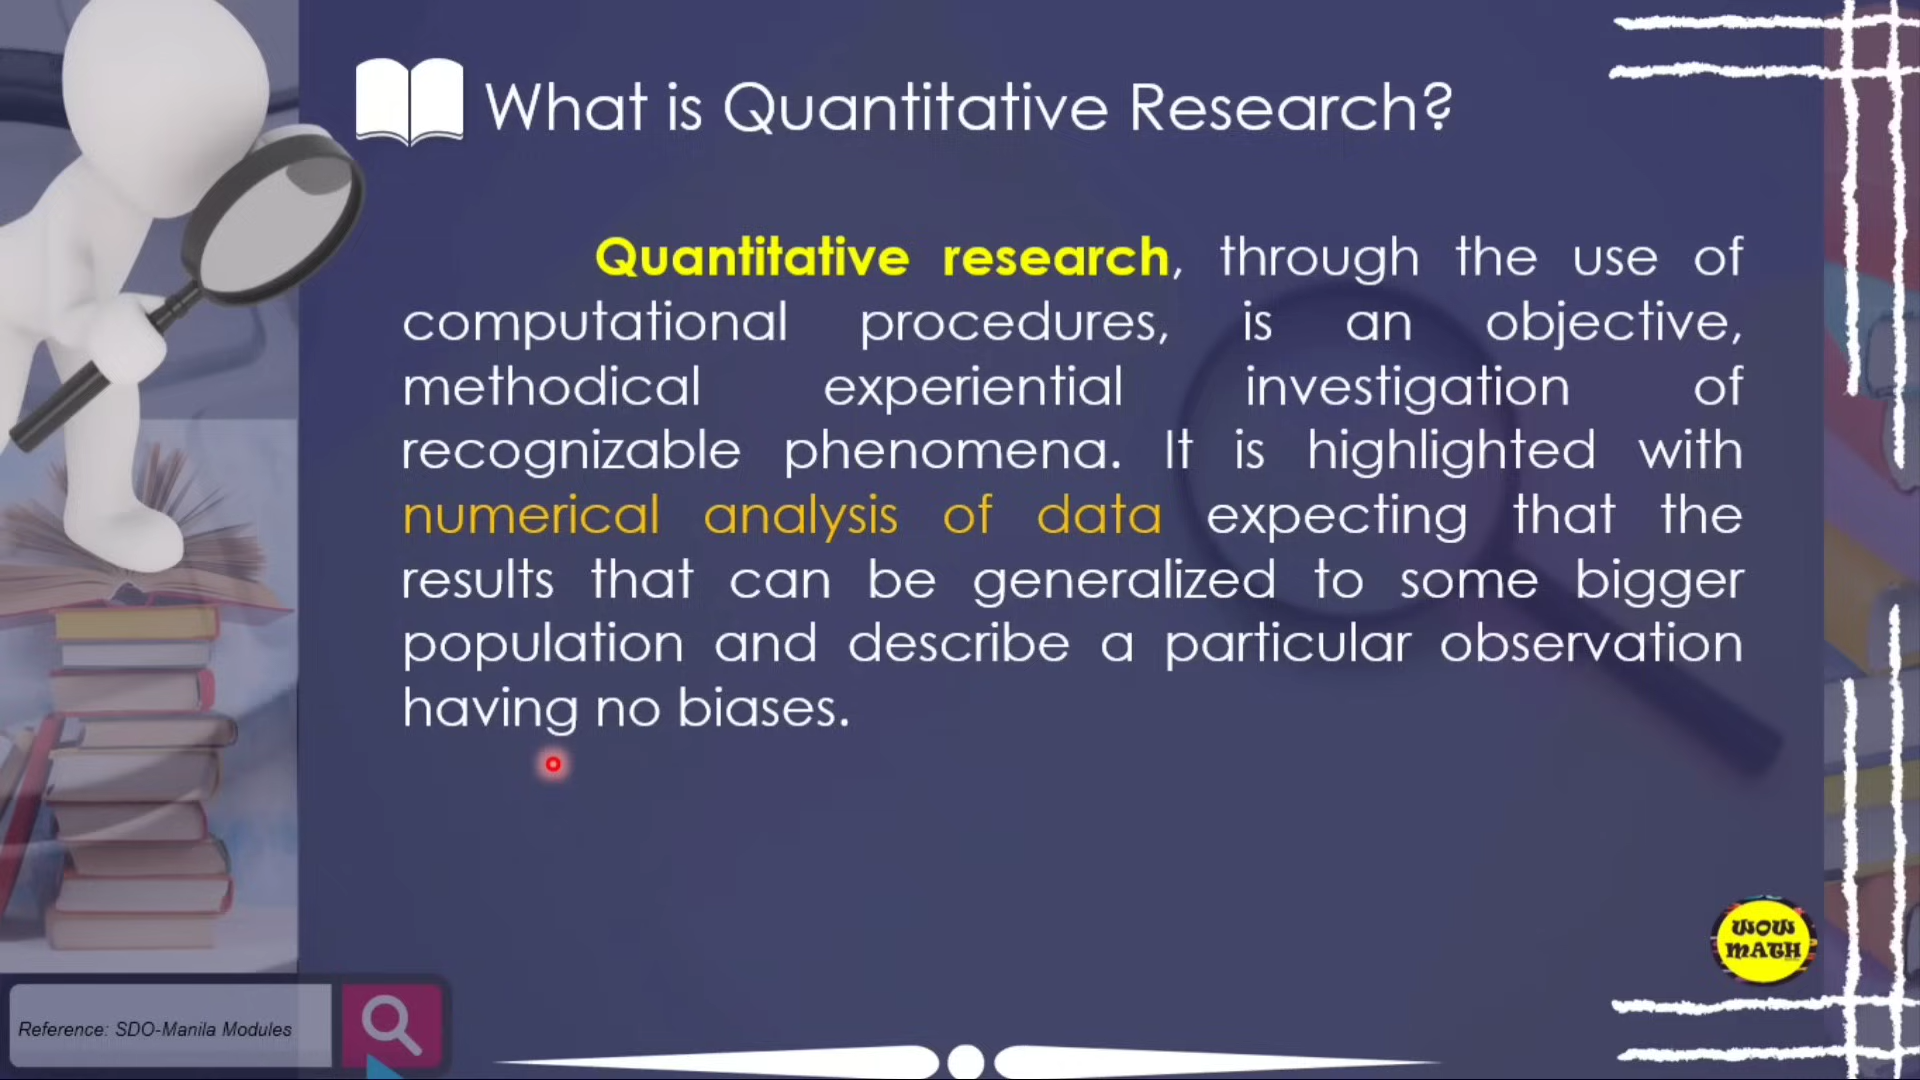 What is Quantitative Research?
Quantitative research, through the use of
computational procedures, is an objective,
methodical experiential investigation of
recognizable phenomena. It is highlighted with
numerical analysis of data expecting that the
results that can be generalized to some bigger
population and describe a particular observation
having no biases.
WOW
MATH
Reference: SDO-Manila Modules